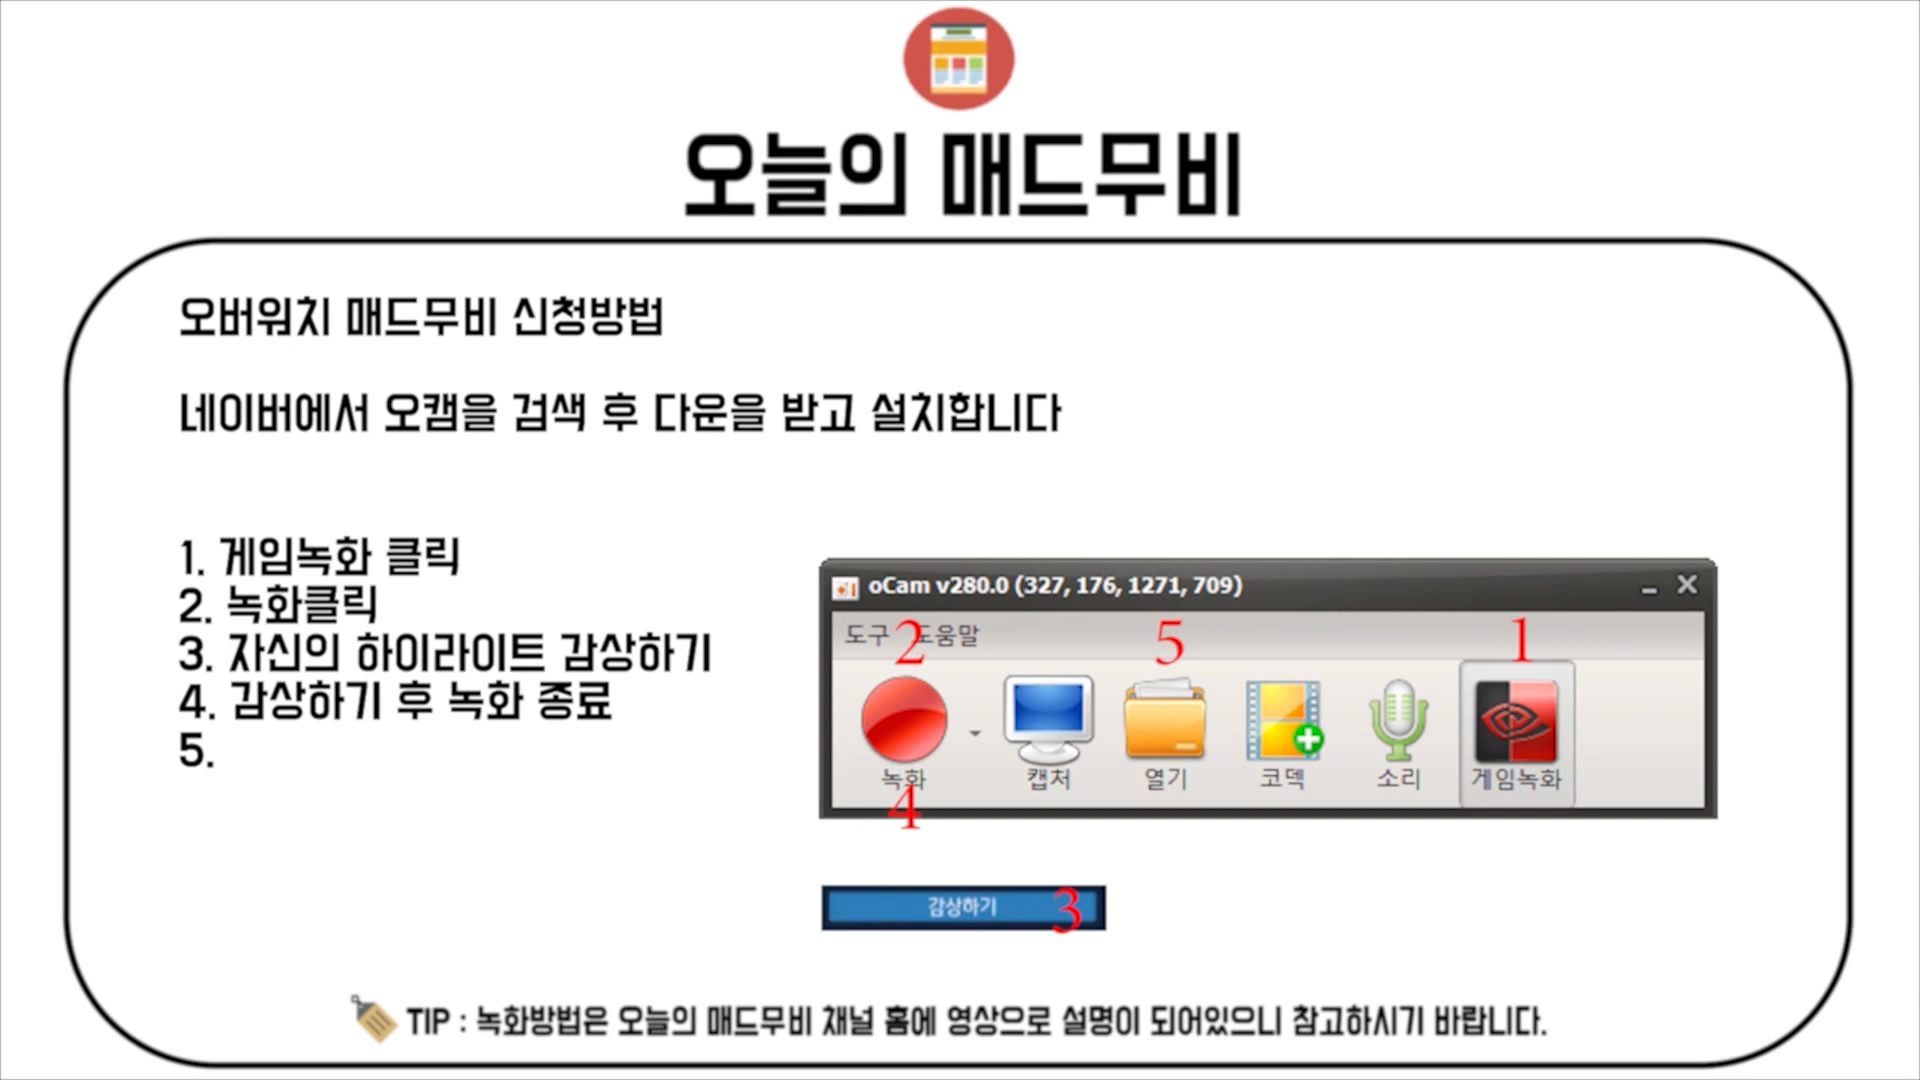 오늘의 매드무비
오버워치 매드무비 신청방법
네이버에서 오캠을 검색 후 다운을 받고 설치합니다
1. 게임녹화 클릭
2. 녹화클릭
3. 자신의 하이라이트 감상하기
4. 감상하기 후 녹화 종료
5.
oCam v280.0 (327, 176, 1271, 709)
도구 도움말
2 5 1
녹화 캡처 열기 코덱 소리 게임녹화
4
감상하기 3
TIP : 녹화방법은 오늘의 매드무비 채널 홈에 영상으로 설명이 되어있으니 참고하시기 바랍니다.